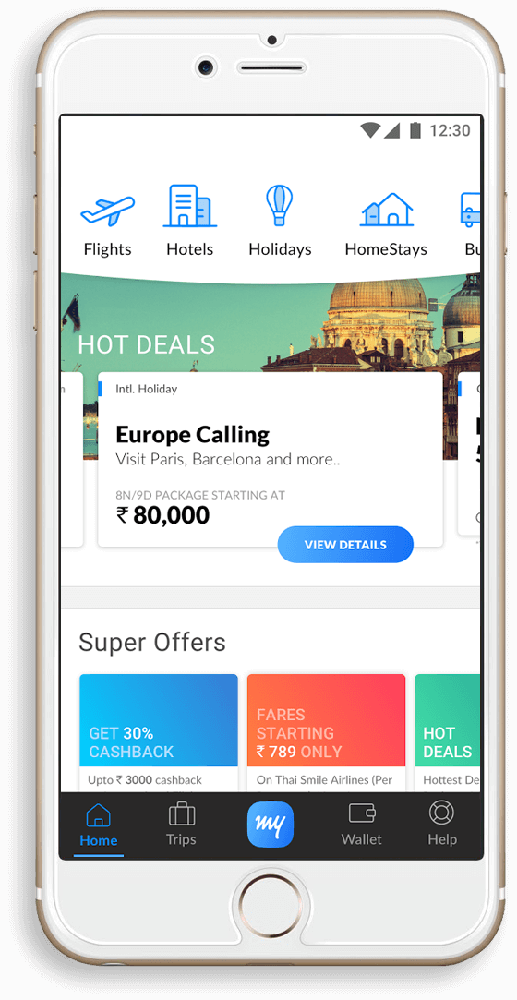 12:30
Flights
Hotels
Holidays
HomeStays
Bu
HOT DEALS
Intl. Holiday
Europe Calling
Visit Paris, Barcelona and more..
8N/9D PACKAGE STARTING AT
₹ 80,000
VIEW DETAILS
Super Offers
GET 30%
CASHBACK
Upto ₹ 3000 cashback
FARES
STARTING
₹ 789 ONLY
On Thai Smile Airlines (Per
HOT
DEALS
Hottest De
Home
Trips
my
Wallet
Help